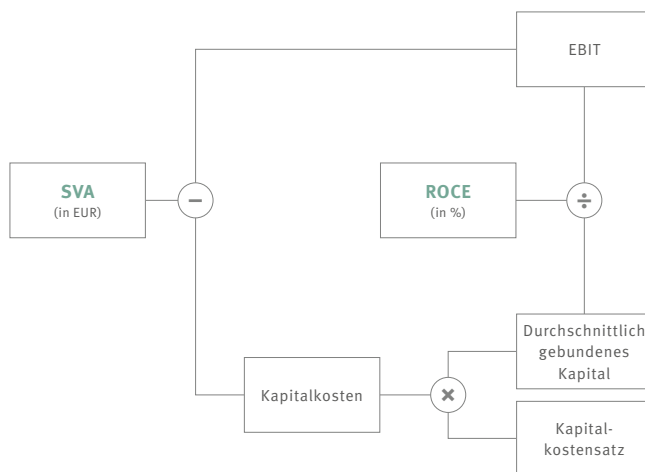 EBIT
SVA
(in EUR)
−
ROCE
(in %)
÷
Durchschnittlich
gebundenes
Kapital
Kapitalkosten
×
Kapital-
kostensatz